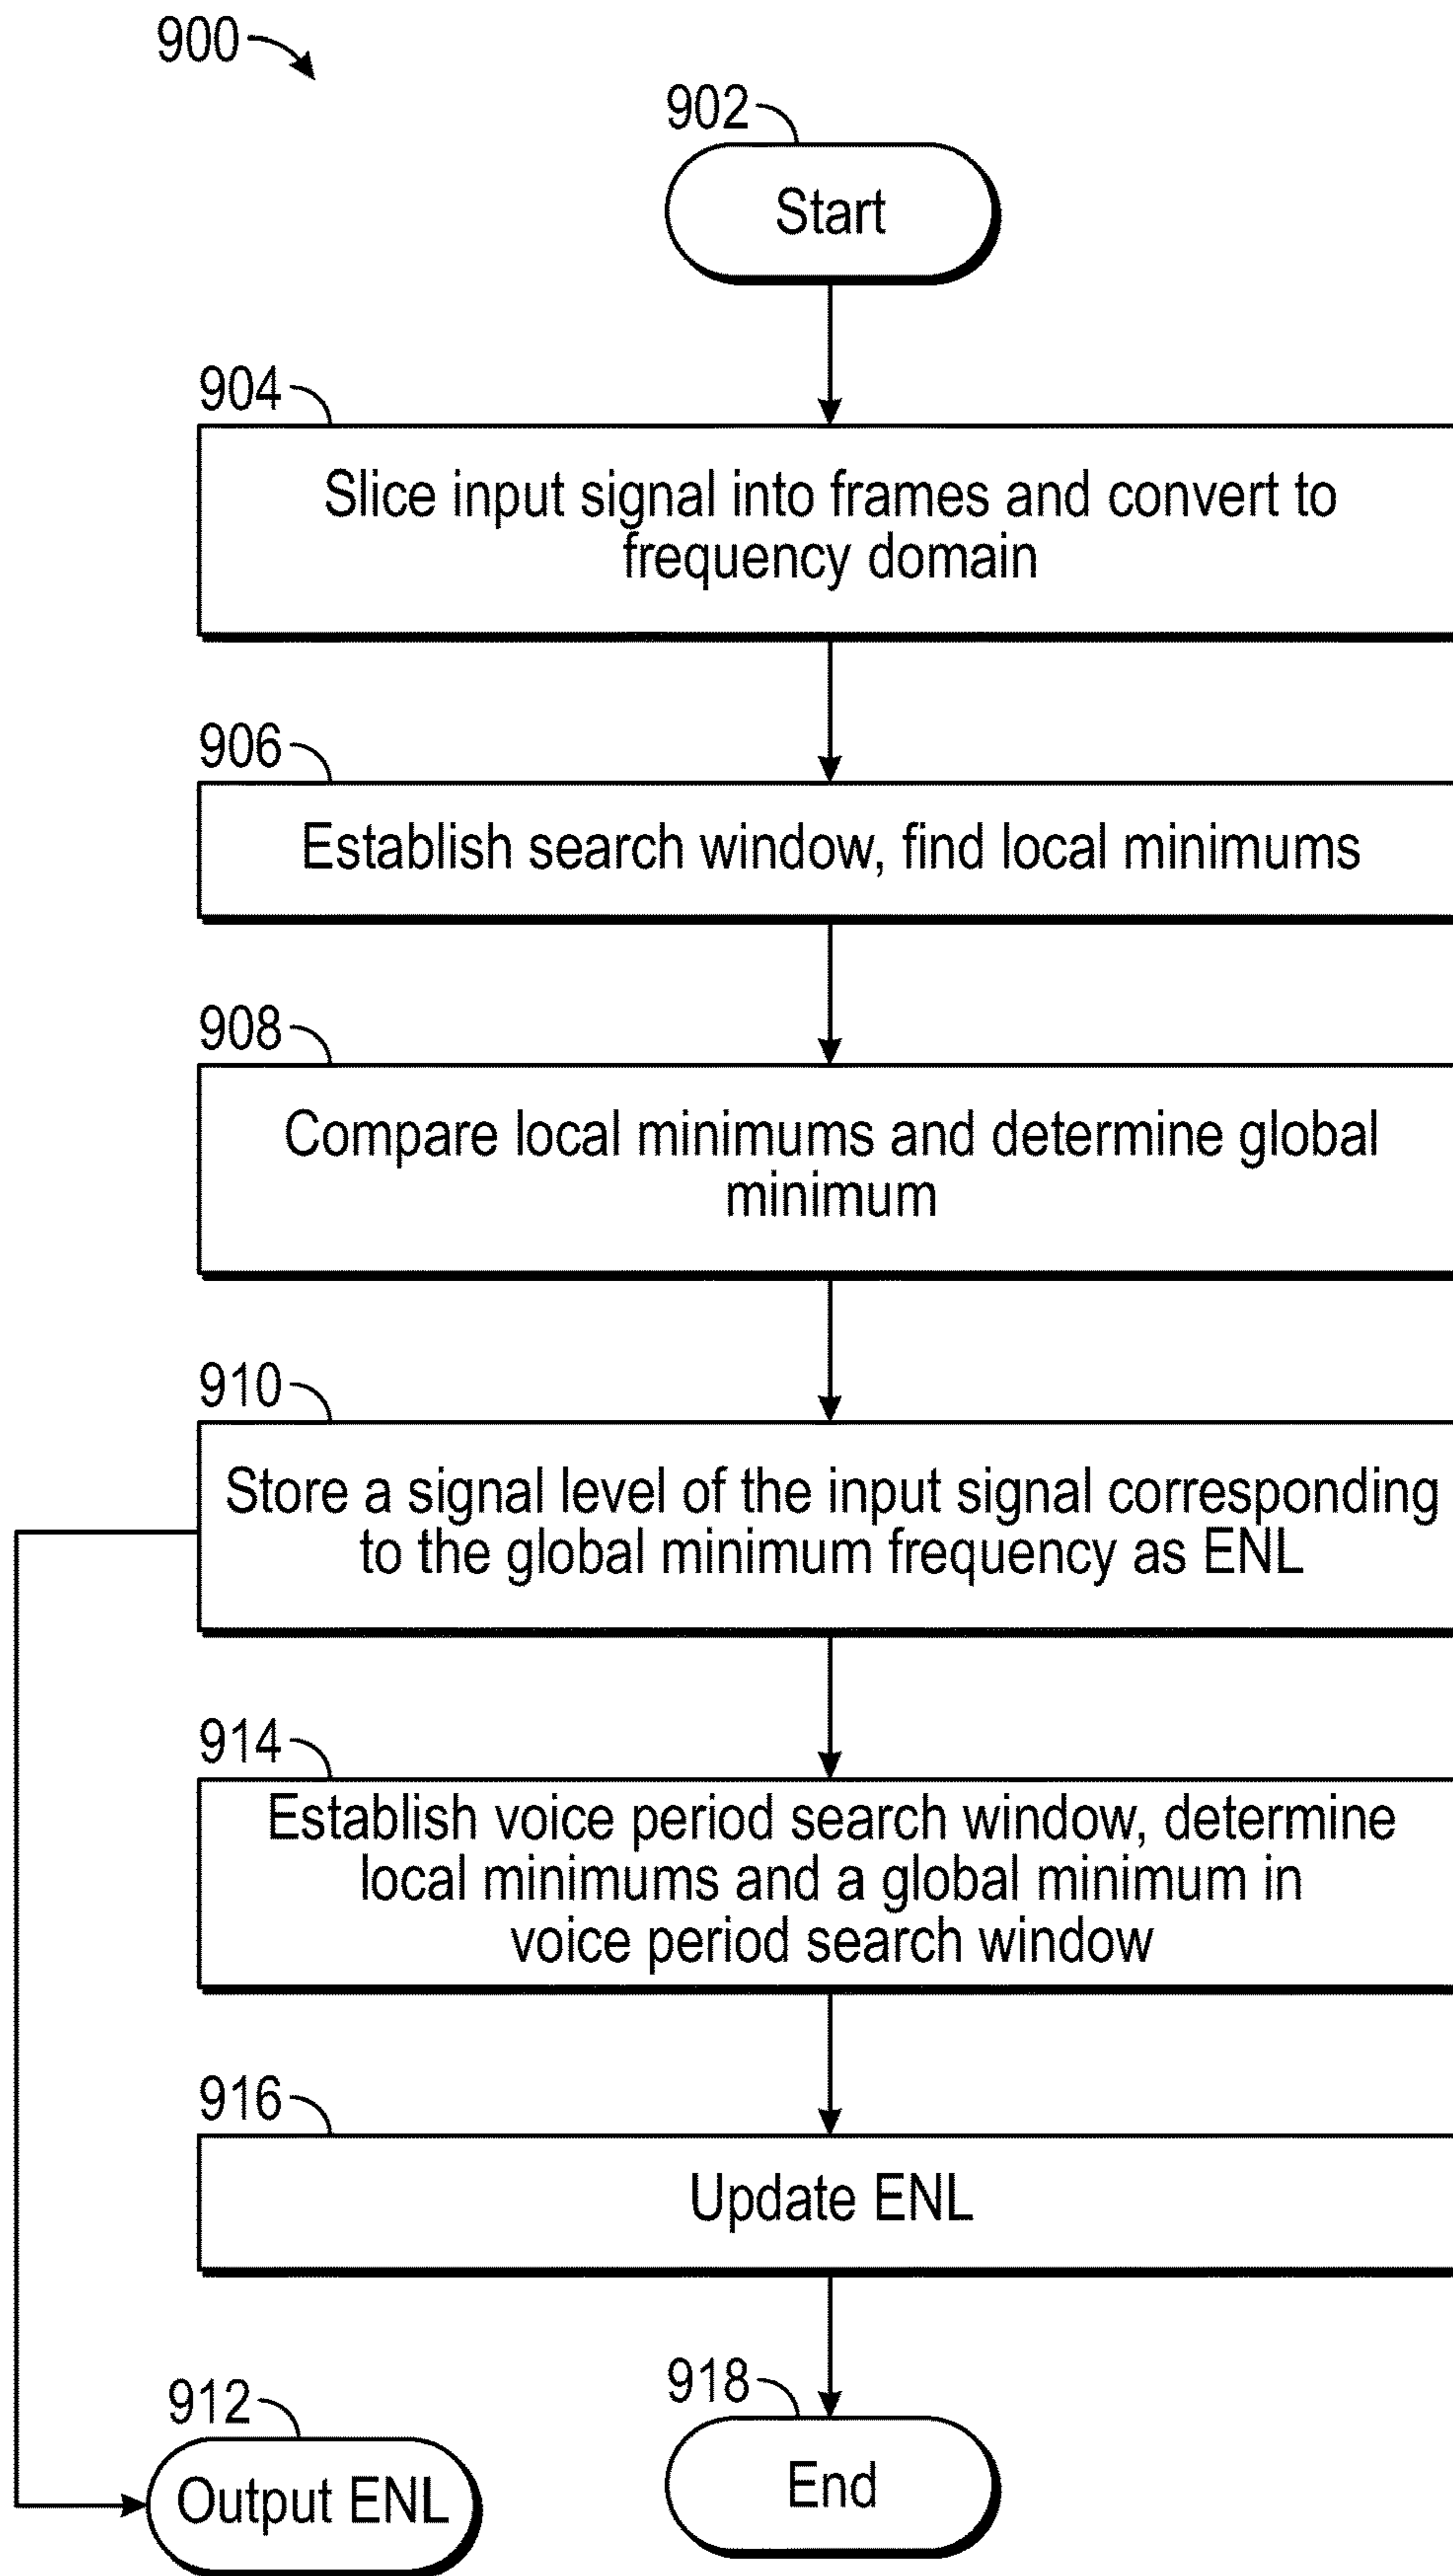 900
902
Start
904
Slice input signal into frames and convert to
frequency domain
906
Establish search window, find local minimums
908
Compare local minimums and determine global
minimum
910
Store a signal level of the input signal corresponding
to the global minimum frequency as ENL
914
Establish voice period search window, determine
local minimums and a global minimum in
voice period search window
916
Update ENL
912
Output ENL
918
End